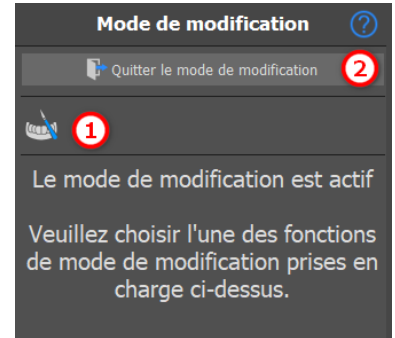 Mode de modification ?
Quitter le mode de modification 2
1
Le mode de modification est actif
Veuillez choisir l'une des fonctions
de mode de modification prises en
charge ci-dessus.